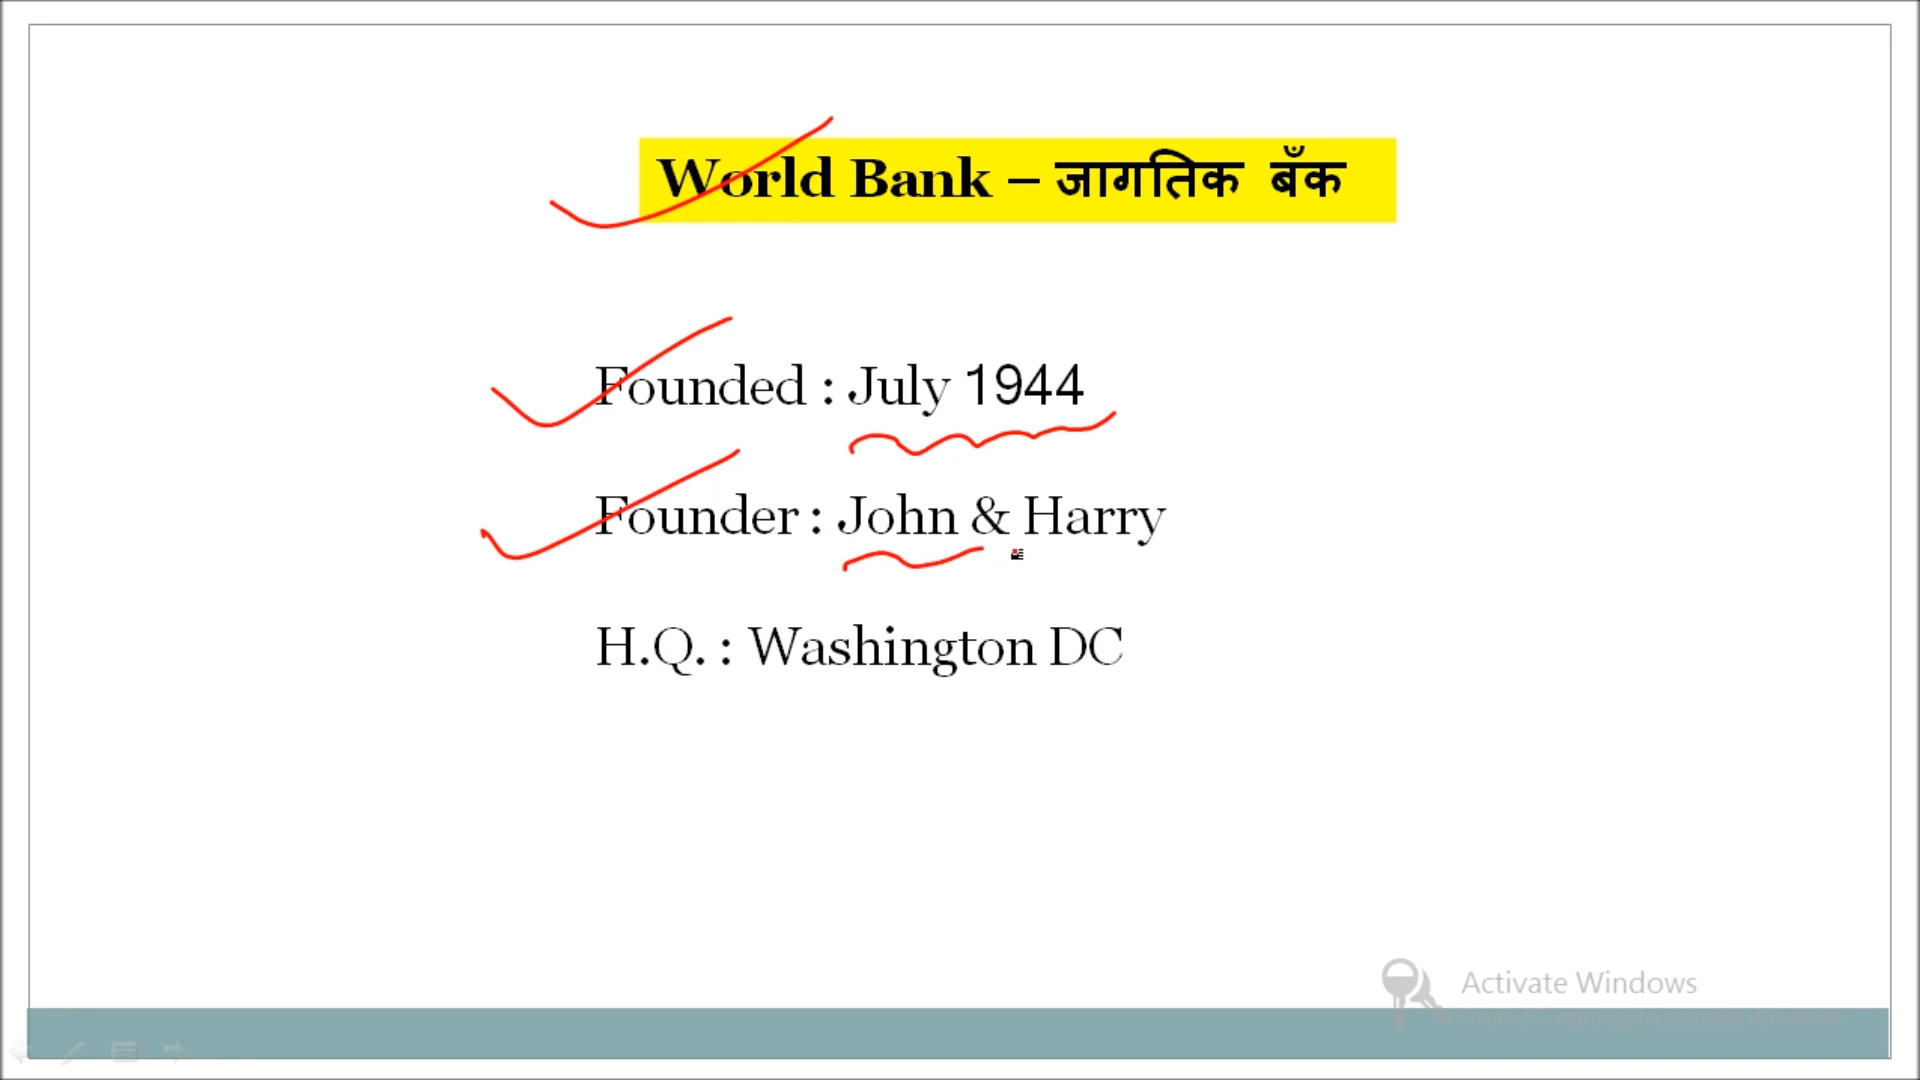 World Bank – जागतिक बँक
Founded : July 1944
Founder : John & Harry
H.Q. : Washington DC
Activate Windows